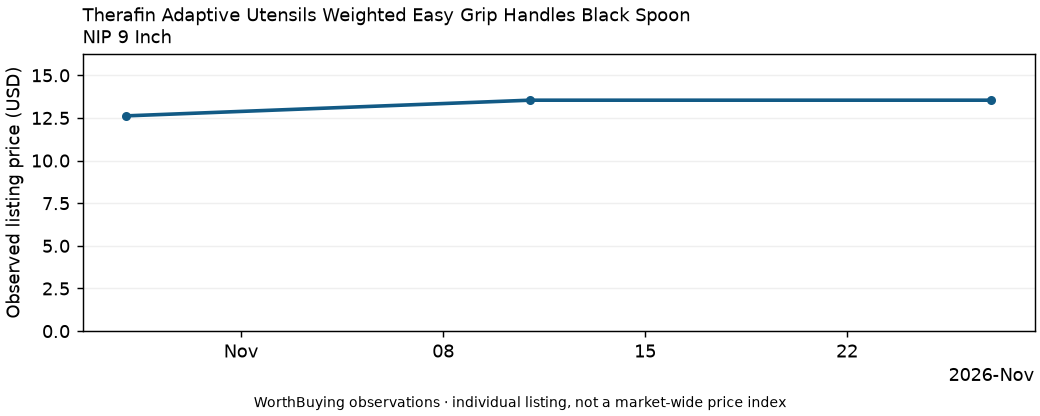 Therafin Adaptive Utensils Weighted Easy Grip Handles Black Spoon
NIP 9 Inch
Observed listing price (USD)
15.0
12.5
10.0
7.5
5.0
2.5
0.0
Nov
08
15
22
2026-Nov
WorthBuying observations · individual listing, not a market-wide price index